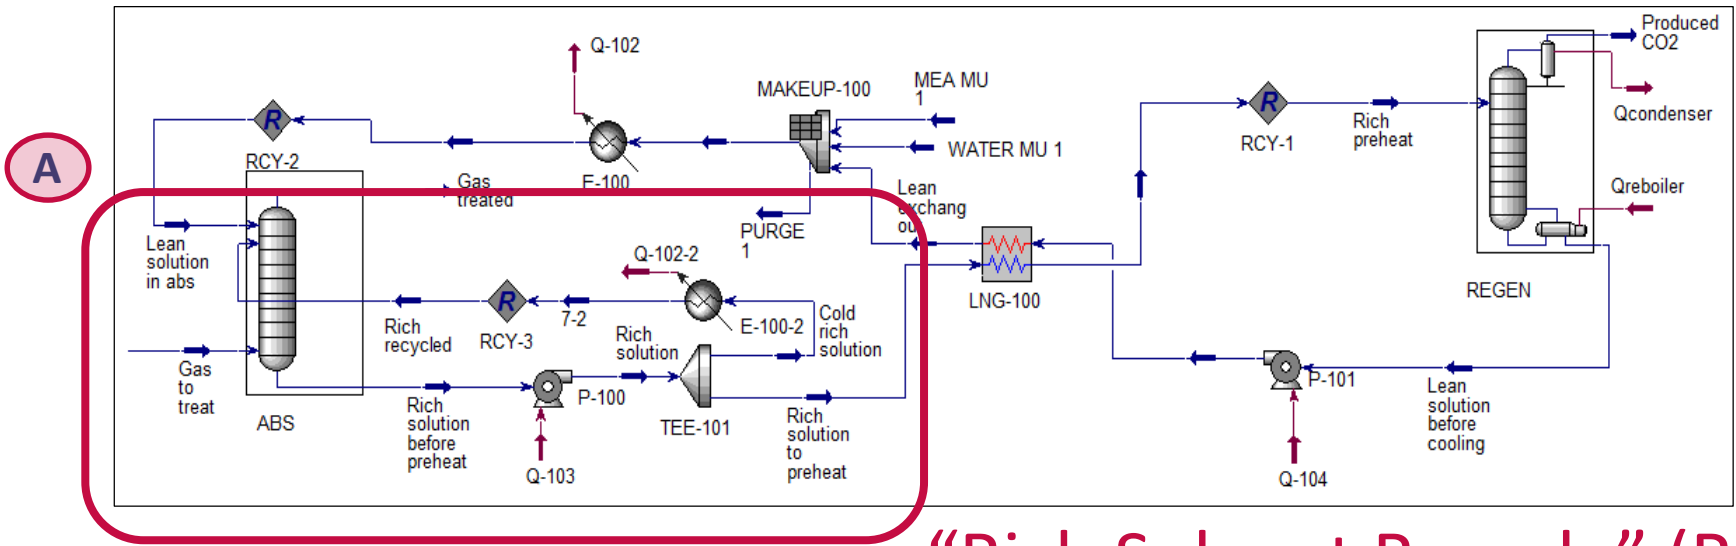 A
Q-102
MAKEUP-100
MEA MU
1
WATER MU 1
RCY-2
E-100
PURGE
1
Gas
treated
Lean
exchang
ou
Lean
solution
in abs
Q-102-2
E-100-2
Cold
rich
solution
7-2
RCY-3
Rich
recycled
Rich
solution
Gas
to
treat
ABS
Rich
solution
before
preheat
P-100
Q-103
TEE-101
Rich
solution
to
preheat
LNG-100
RCY-1
Rich
preheat
Produced
CO2
Qcondenser
Qreboiler
REGEN
P-101
Lean
solution
before
cooling
Q-104
R
R
R